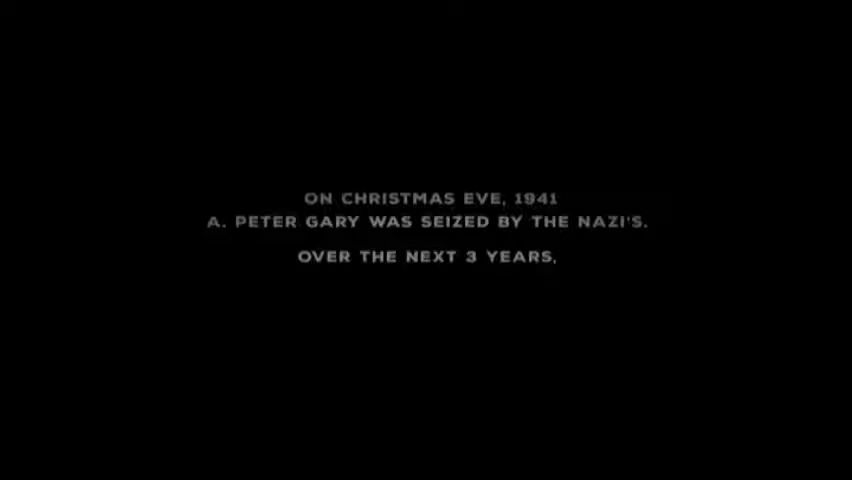 ON CHRISTMAS EVE, 1941
A. PETER GARY WAS SEIZED BY THE NAZI'S.
OVER THE NEXT 3 YEARS,